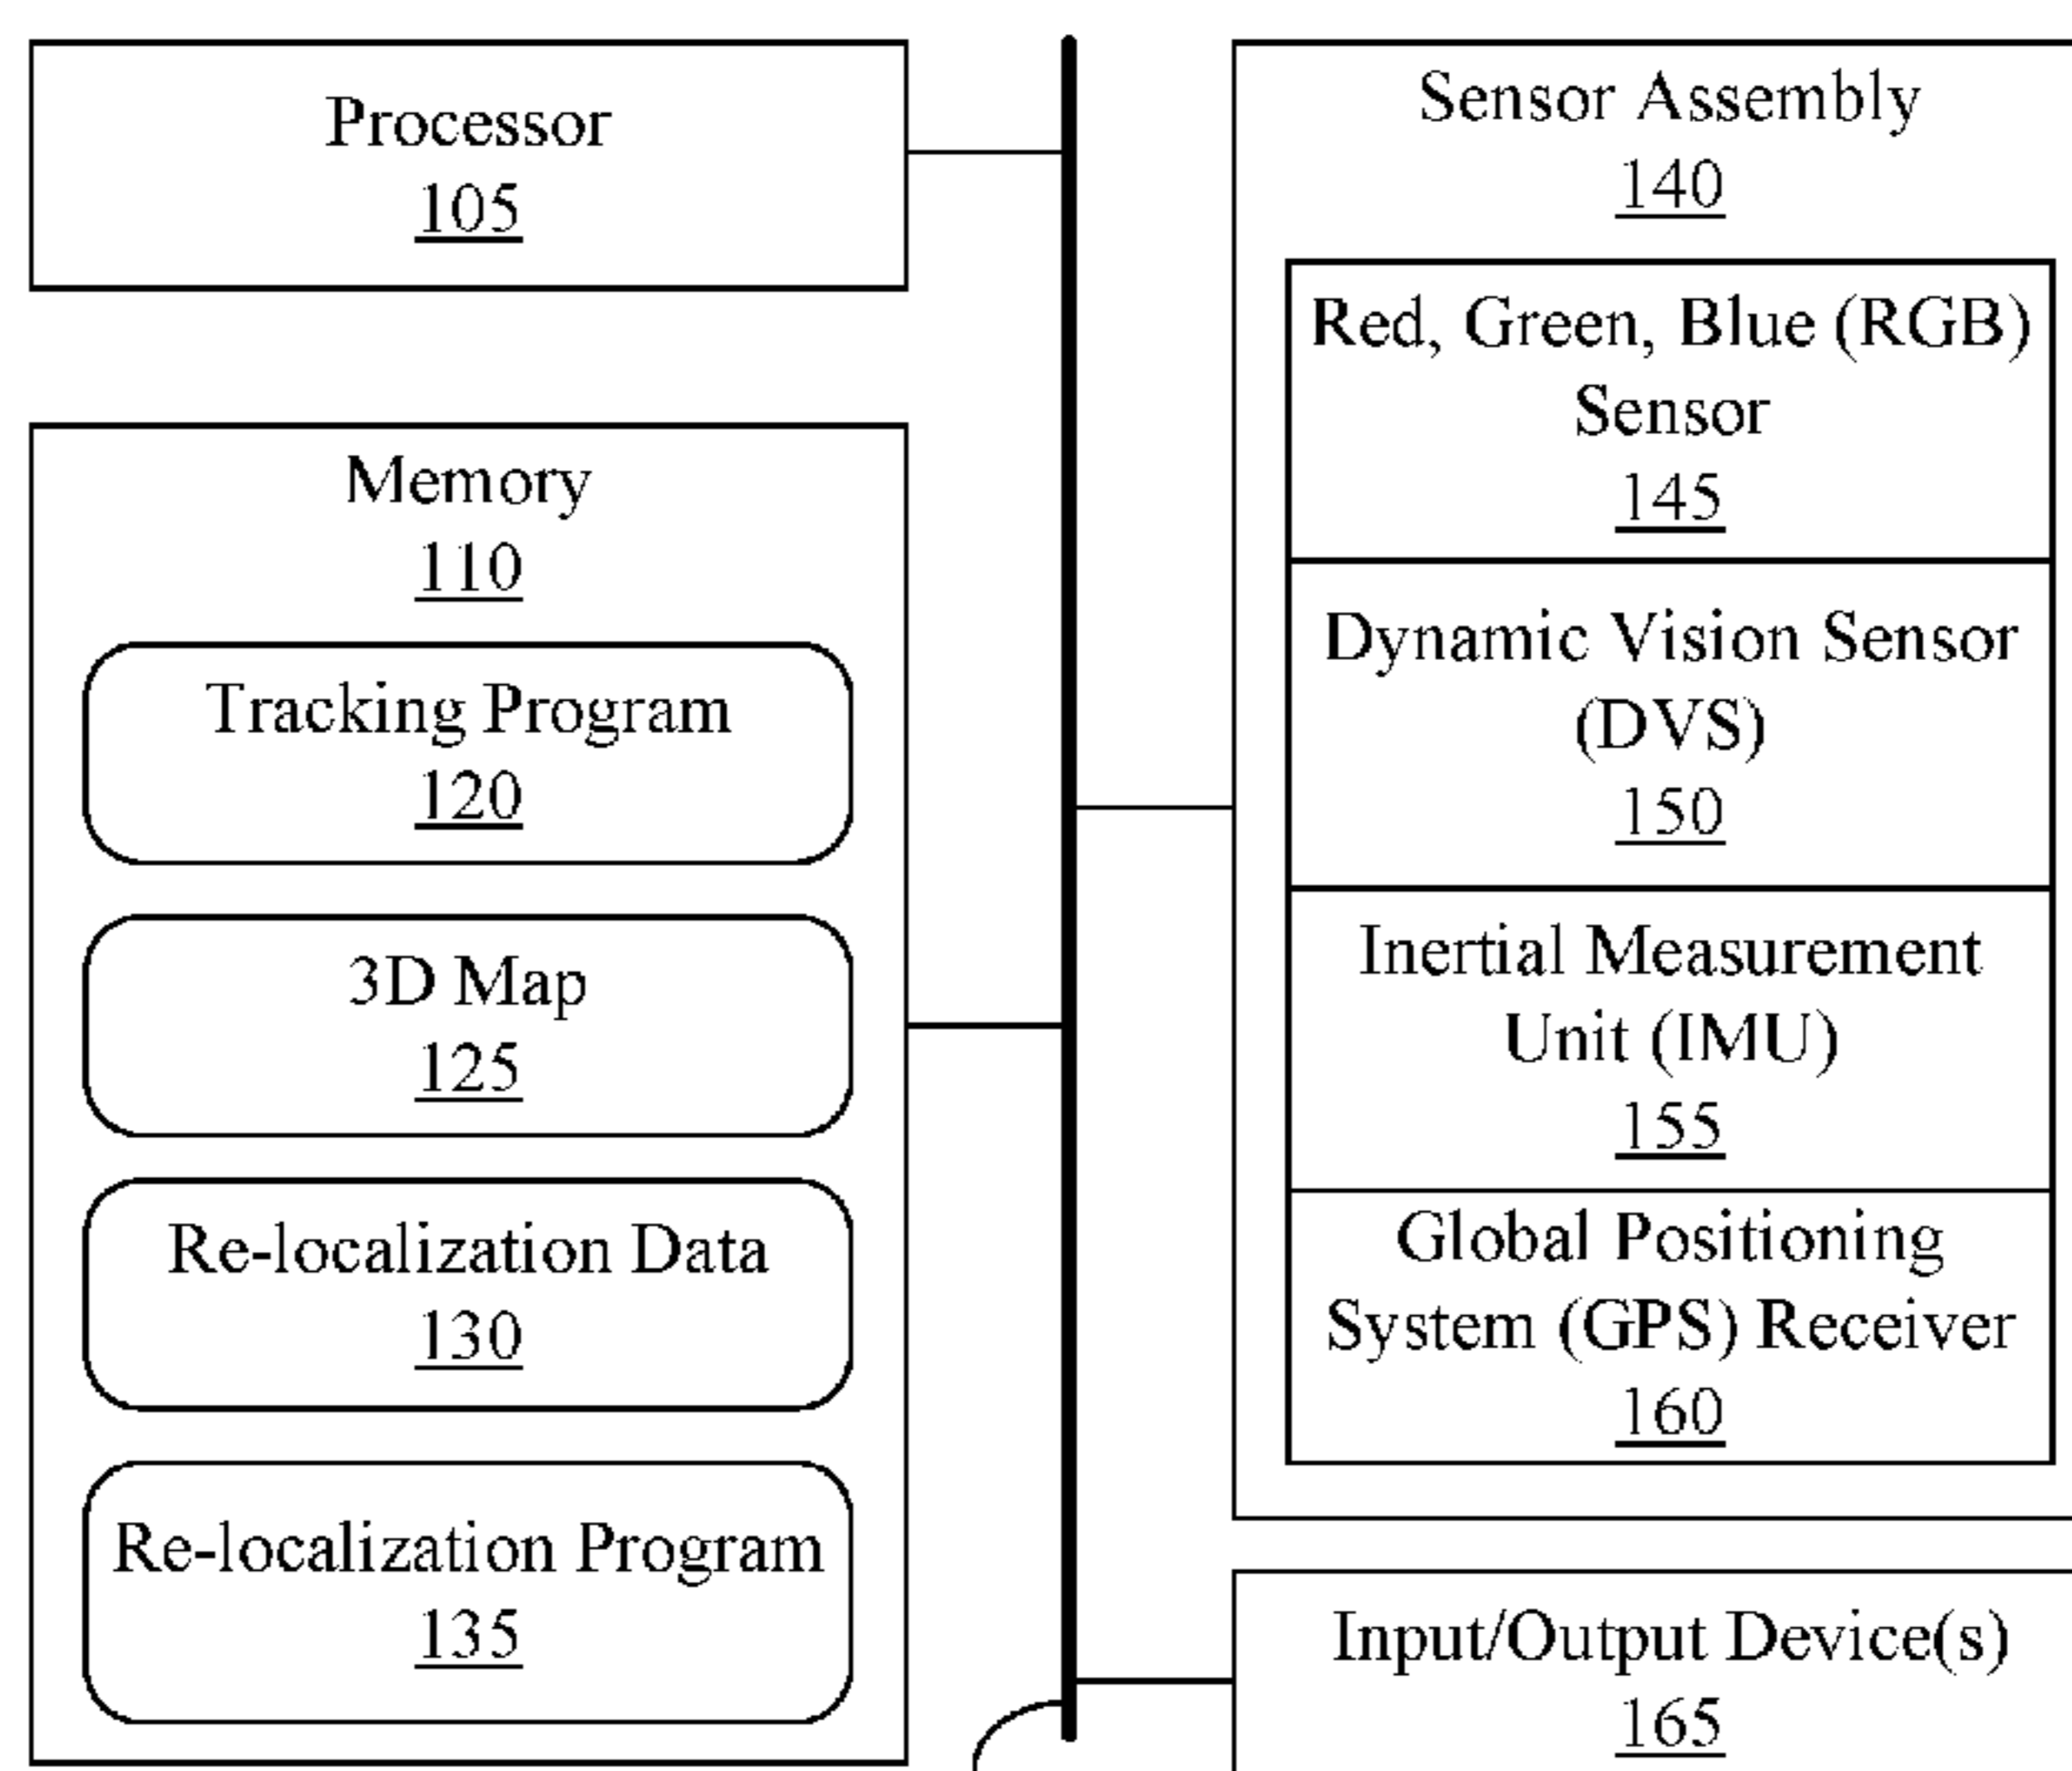 Processor
105
Memory
110
Tracking Program
120
3D Map
125
Re-localization Data
130
Re-localization Program
135
Sensor Assembly
140
Red, Green, Blue (RGB)
Sensor
145
Dynamic Vision Sensor
(DVS)
150
Inertial Measurement
Unit (IMU)
155
Global Positioning
System (GPS) Receiver
160
Input/Output Device(s)
165